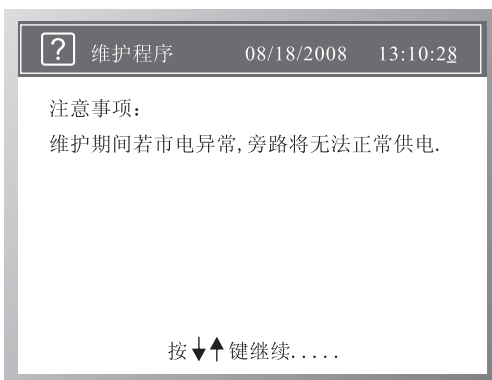 ? 维护程序 08/18/2008 13:10:28
注意事项:
维护期间若市电异常,旁路将无法正常供电.
按↓↑键继续.....